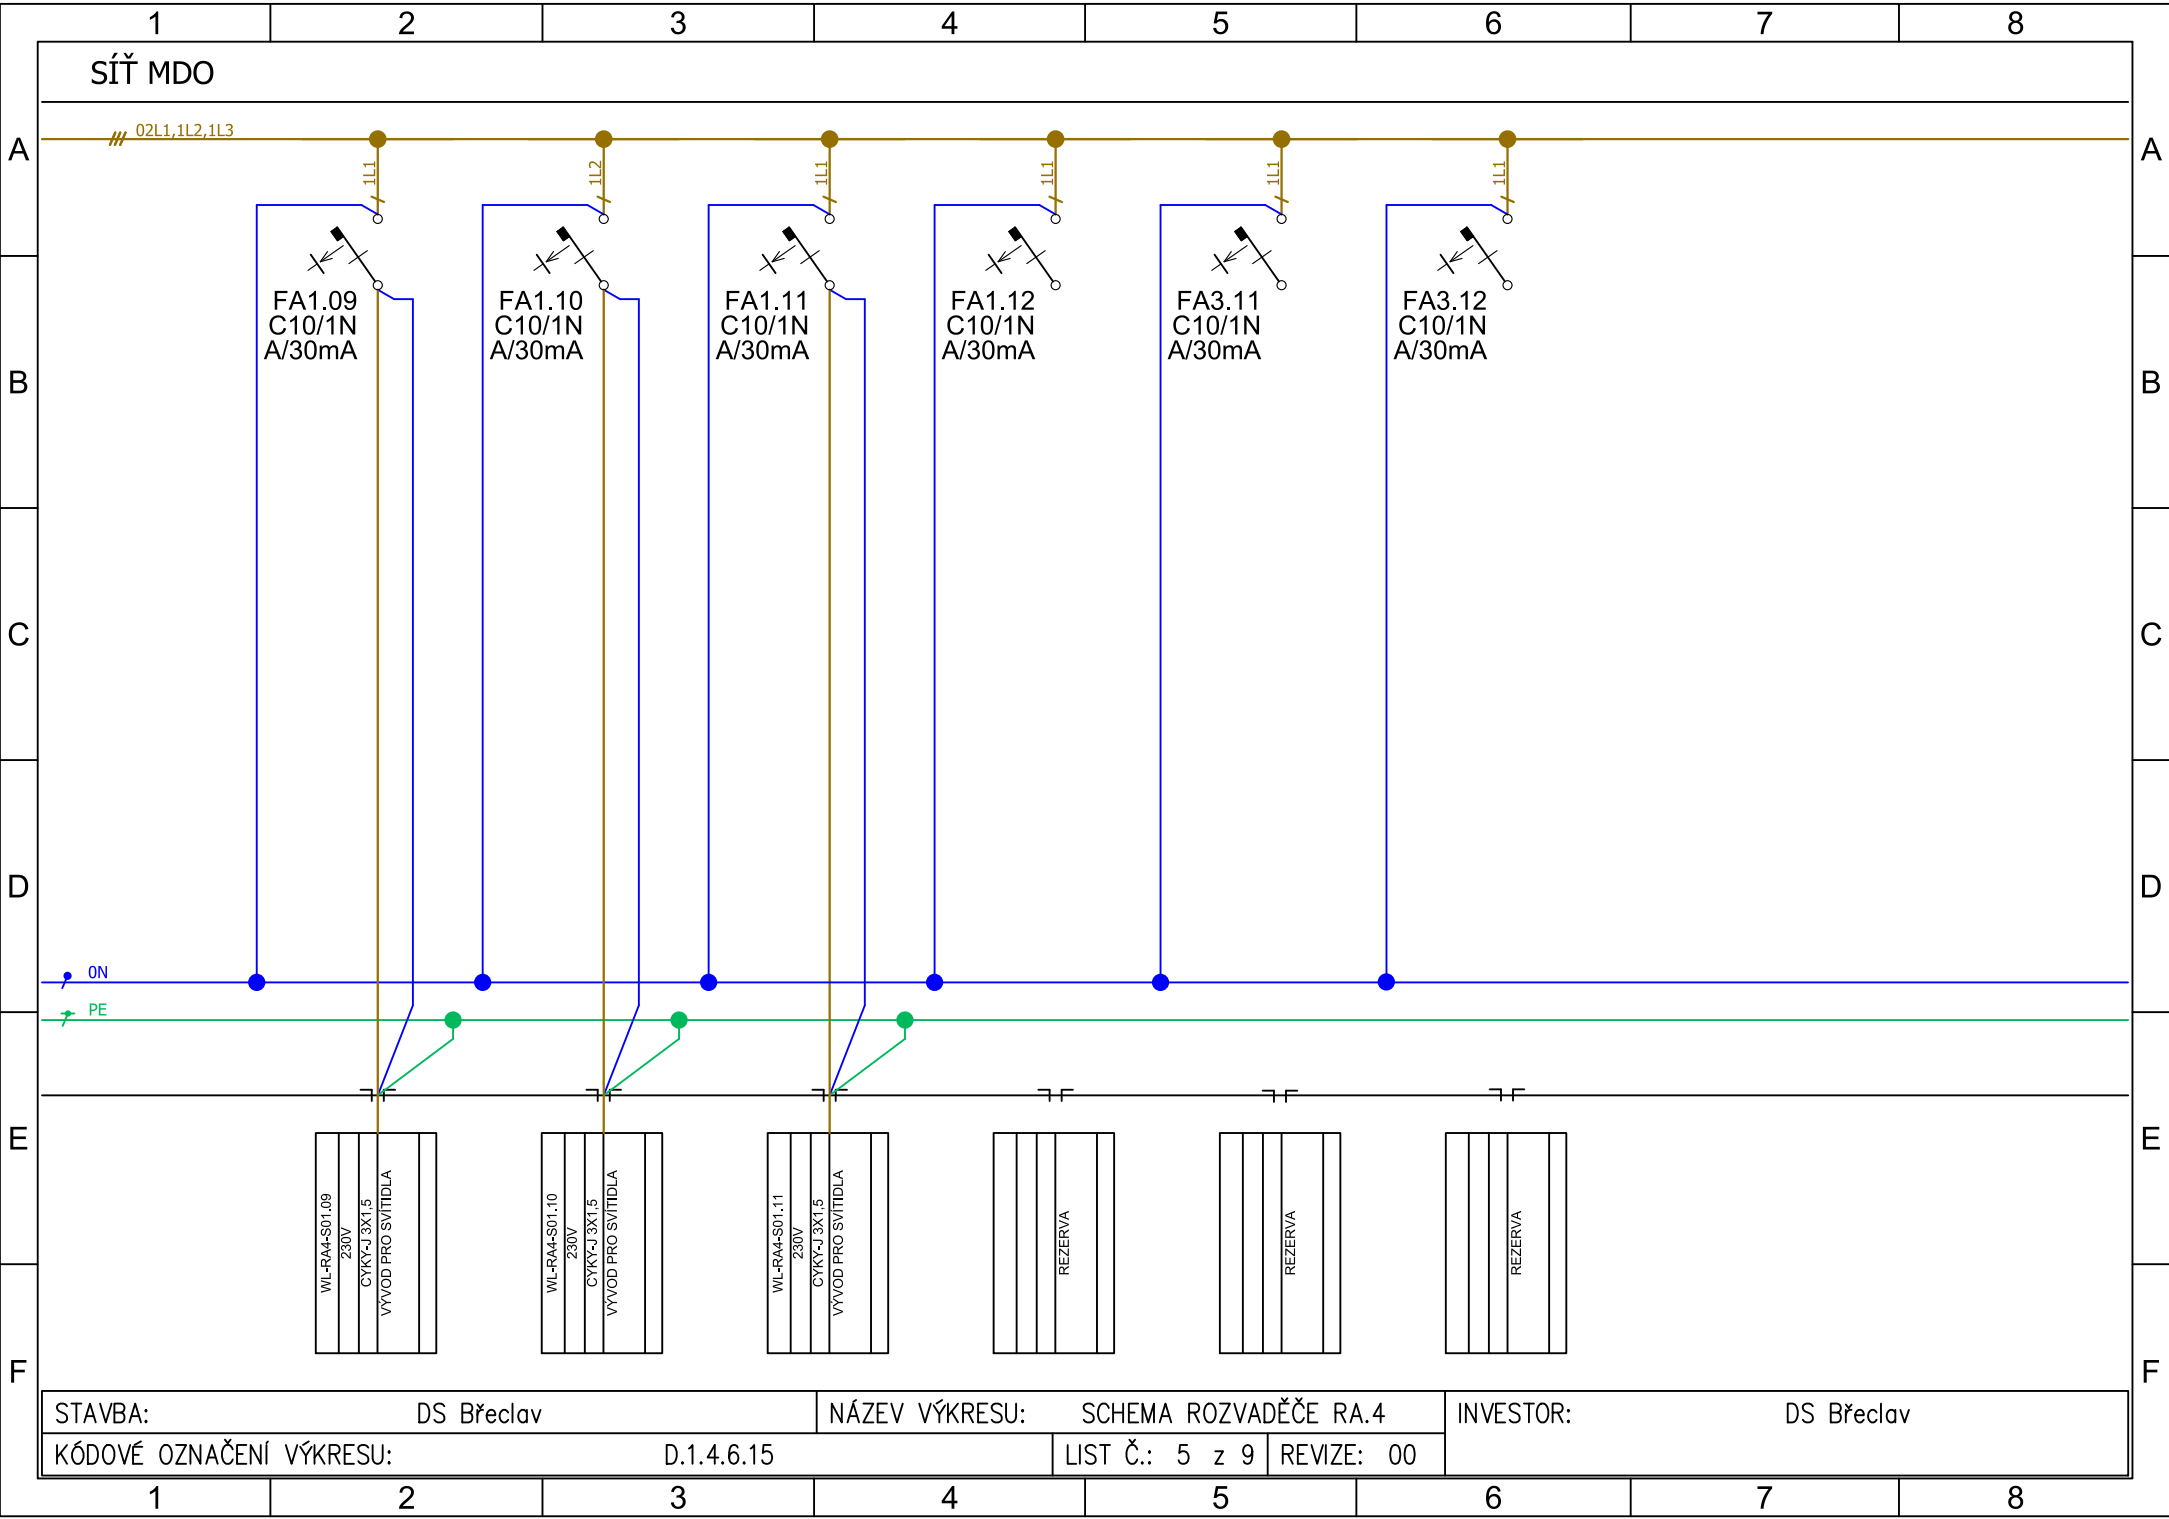 1 2 3 4 5 6 7 8
SÍŤ MDO
02L1,1L2,1L3
A A
1L1 1L2 1L1 1L1 1L1 1L1
FA1.09 FA1.10 FA1.11 FA1.12 FA3.11 FA3.12
C10/1N C10/1N C10/1N C10/1N C10/1N C10/1N
A/30mA A/30mA A/30mA A/30mA A/30mA A/30mA
B B
C C
D D
0N
PE
E E
WL-RA4-S01.09
230V
CYKY-J 3X1,5
VÝVOD PRO SVÍTIDLA
WL-RA4-S01.10
230V
CYKY-J 3X1,5
VÝVOD PRO SVÍTIDLA
WL-RA4-S01.11
230V
CYKY-J 3X1,5
VÝVOD PRO SVÍTIDLA
REZERVA
REZERVA
REZERVA
F F
STAVBA: DS Břeclav NÁZEV VÝKRESU: SCHEMA ROZVADĚČE RA.4 INVESTOR: DS Břeclav
KÓDOVÉ OZNAČENÍ VÝKRESU: D.1.4.6.15 LIST Č.: 5 z 9 REVIZE: 00
1 2 3 4 5 6 7 8